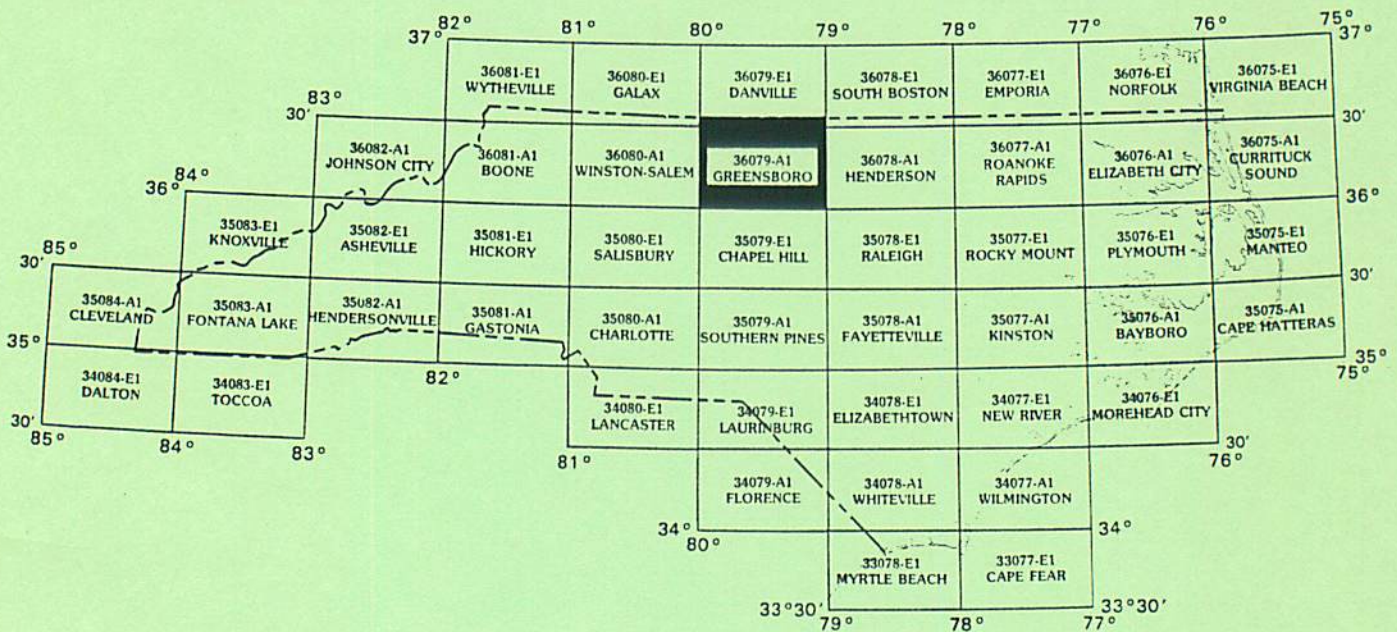 82° 81° 80° 79° 78° 77° 76° 75°
37° 37°
36081-E1 36080-E1 36079-E1 36078-E1 36077-E1 36076-E1 36075-E1
WYTHEVILLE GALAX DANVILLE SOUTH BOSTON EMPORIA NORFOLK VIRGINIA BEACH
83°
30' 30'
36082-A1 36081-A1 36080-A1 36079-A1 36078-A1 36077-A1 36076-A1 36075-A1
JOHNSON CITY BOONE WINSTON-SALEM GREENSBORO HENDERSON ROANOKE RAPIDS ELIZABETH CITY CURRITUCK SOUND
84°
36° 36°
35083-E1 35082-E1 35081-E1 35080-E1 35079-E1 35078-E1 35077-E1 35076-E1 35075-E1
KNOXVILLE ASHEVILLE HICKORY SALISBURY CHAPEL HILL RALEIGH ROCKY MOUNT PLYMOUTH MANTEO
85°
30' 30'
35084-A1 35083-A1 35082-A1 35081-A1 35080-A1 35079-A1 35078-A1 35077-A1 35076-A1 35075-A1
CLEVELAND FONTANA LAKE HENDERSONVILLE GASTONIA CHARLOTTE SOUTHERN PINES FAYETTEVILLE KINSTON BAYBORO CAPE HATTERAS
35° 35°
82° 75°
34084-E1 34083-E1 34080-E1 34079-E1 34078-E1 34077-E1 34076-E1
DALTON TOCCOA LANCASTER LAURINBURG ELIZABETHTOWN NEW RIVER MOREHEAD CITY
30' 30'
85° 84° 83° 81° 76°
34079-A1 34078-A1 34077-A1
FLORENCE WHITEVILLE WILMINGTON
34° 34°
80°
33078-E1 33077-E1
MYRTLE BEACH CAPE FEAR
33°30' 33°30'
79° 78° 77°